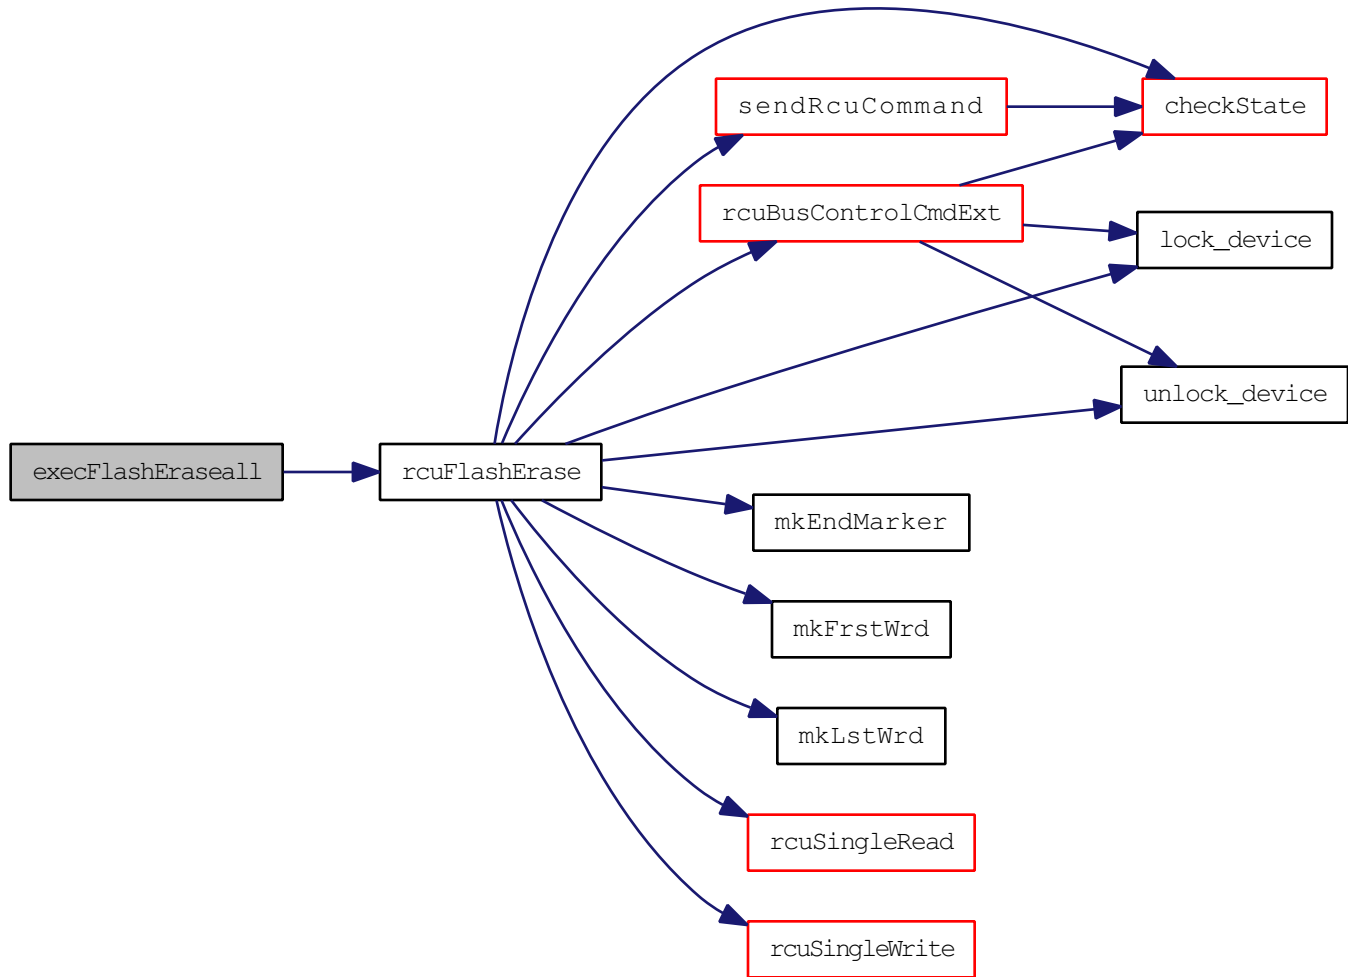 sendRcuCommand
checkState
rcuBusControlCmdExt
lock_device
unlock_device
execFlashEraseall
rcuFlashErase
mkEndMarker
mkFrstWrd
mkLstWrd
rcuSingleRead
rcuSingleWrite